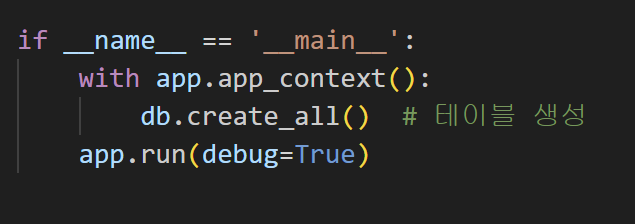 if __name__ == '__main__':
    with app.app_context():
        db.create_all()  # 테이블 생성
    app.run(debug=True)